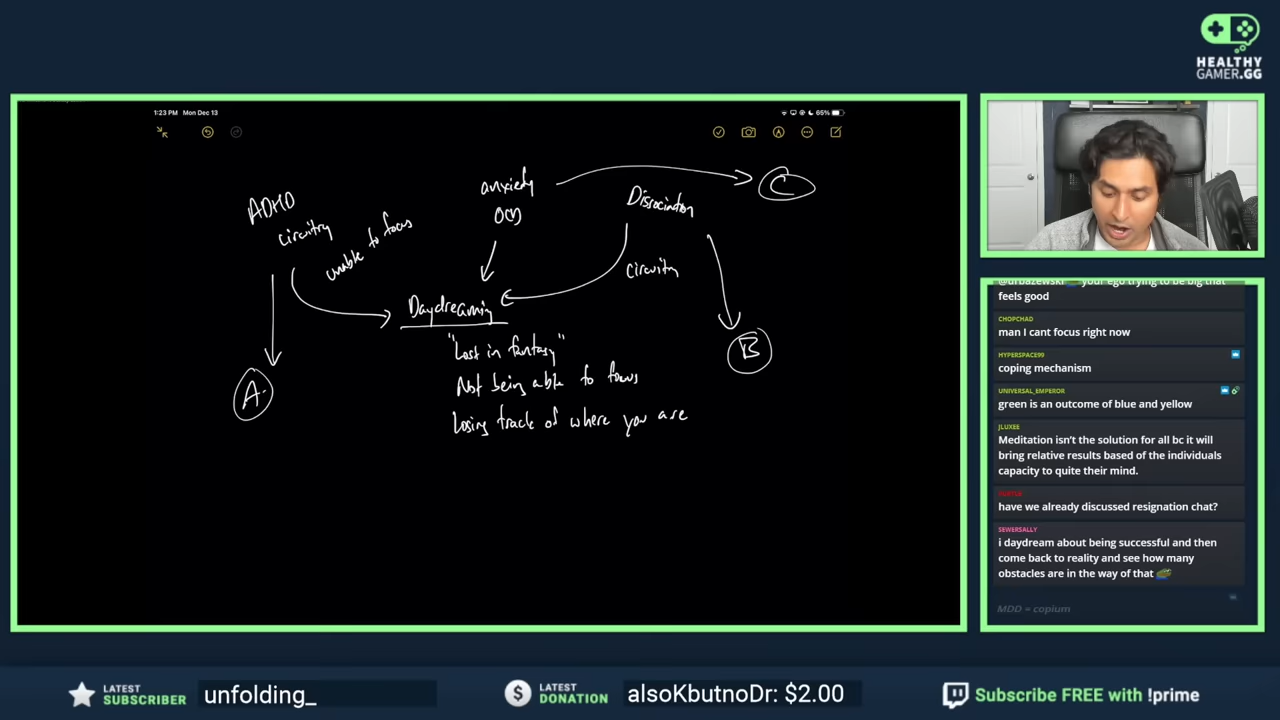 HEALTHY
GAMER.GG
1:23 PM Mon Dec 13
65%
ADHD
circuitry
unable to focus
anxiety
OCD
Dissociation
C
circuitry
Daydreaming
"Lost in fantasy"
Not being able to focus
Losing track of where you are
A
B
your ego trying to be big that
feels good
CHOPCHAD
man I cant focus right now
HYPERSPACE99
coping mechanism
UNIVERSAL_EMPEROR
green is an outcome of blue and yellow
JLUXEE
Meditation isn't the solution for all bc it will
bring relative results based of the individuals
capacity to quite their mind.
have we already discussed resignation chat?
SEWERSALLY
i daydream about being successful and then
come back to reality and see how many
obstacles are in the way of that
MDD = copium
LATEST
SUBSCRIBER
unfolding_
LATEST
DONATION
alsoKbutnoDr: $2.00
Subscribe FREE with !prime